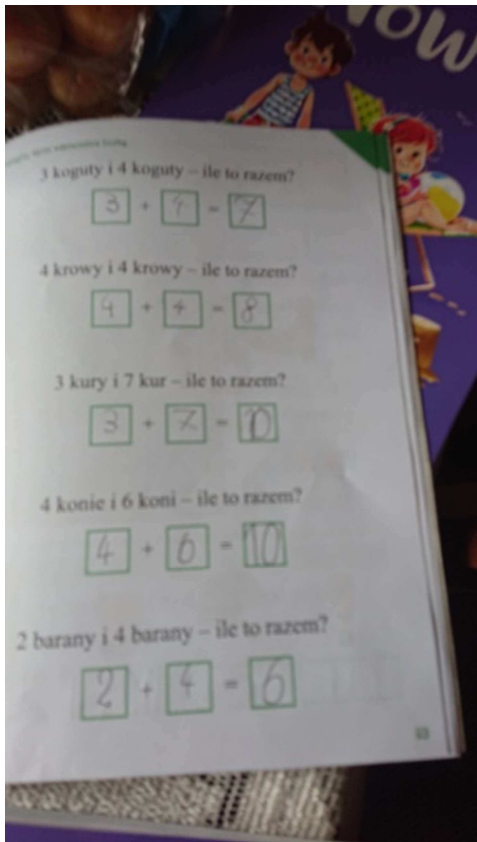 NOW
3 koguty i 4 koguty – ile to razem?
3 + 4 = 7
4 krowy i 4 krowy – ile to razem?
4 + 4 = 8
3 kury i 7 kur – ile to razem?
3 + 7 = 10
4 konie i 6 koni – ile to razem?
4 + 6 = 10
2 barany i 4 barany – ile to razem?
2 + 4 = 6